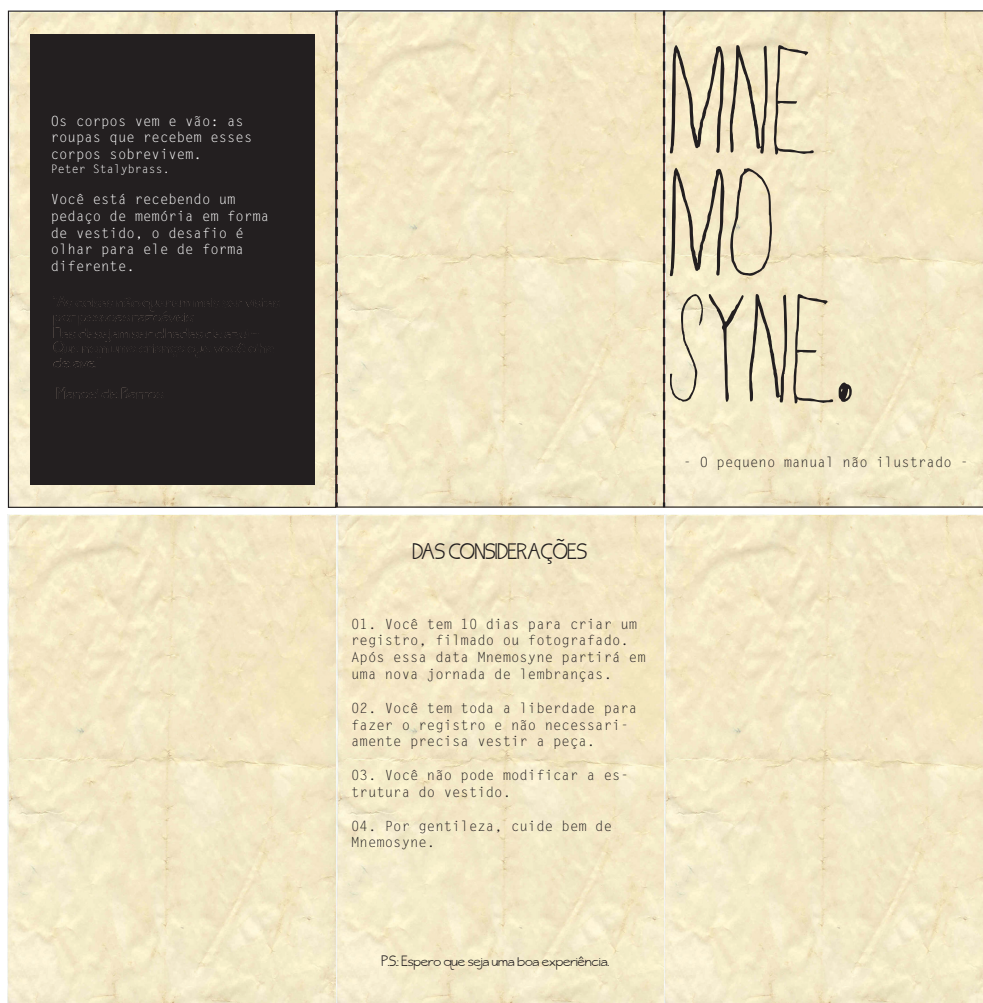 Os corpos vem e vão: as
roupas que recebem esses
corpos sobrevivem.
Peter Stalybrass.
Você está recebendo um
pedaço de memória em forma
de vestido, o desafio é
olhar para ele de forma
diferente.
Manoel de Barros
MNE
MO
SYNE.
- O pequeno manual não ilustrado -
DAS CONSIDERAÇÕES
01. Você tem 10 dias para criar um
registro, filmado ou fotografado.
Após essa data Mnemosyne partirá em
uma nova jornada de lembranças.
02. Você tem toda a liberdade para
fazer o registro e não necessari-
amente precisa vestir a peça.
03. Você não pode modificar a es-
trutura do vestido.
04. Por gentileza, cuide bem de
Mnemosyne.
PS: Espero que seja uma boa experiência.